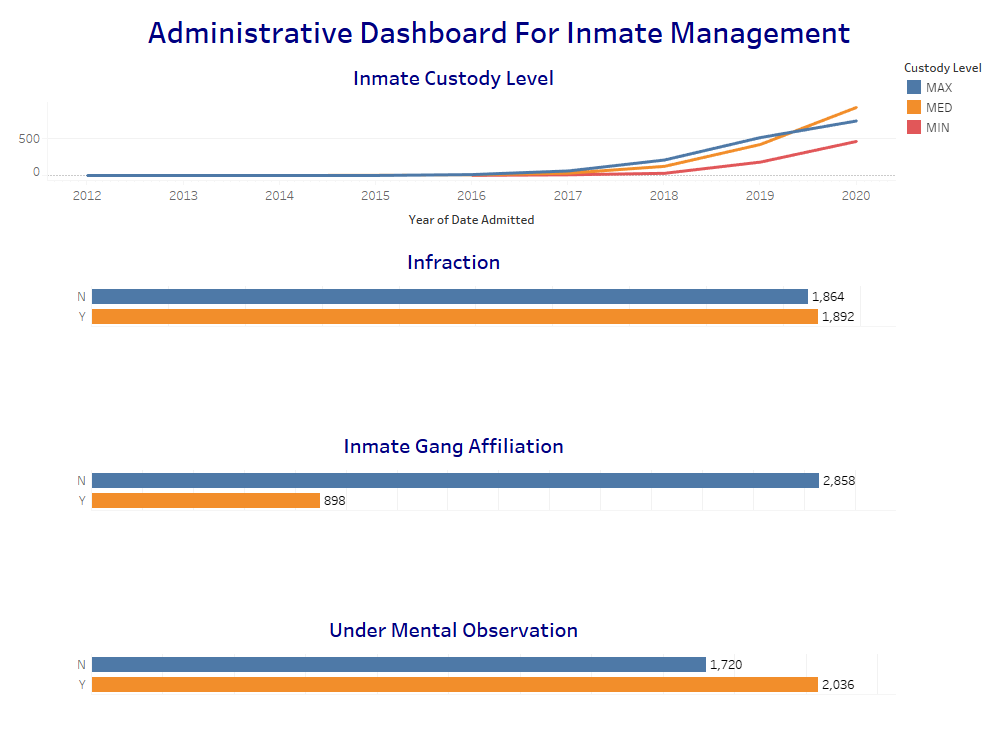 Administrative Dashboard For Inmate Management
Inmate Custody Level
Custody Level
MAX
MED
MIN
500
0
2012 2013 2014 2015 2016 2017 2018 2019 2020
Year of Date Admitted
Infraction
N 1,864
Y 1,892
Inmate Gang Affiliation
N 2,858
Y 898
Under Mental Observation
N 1,720
Y 2,036